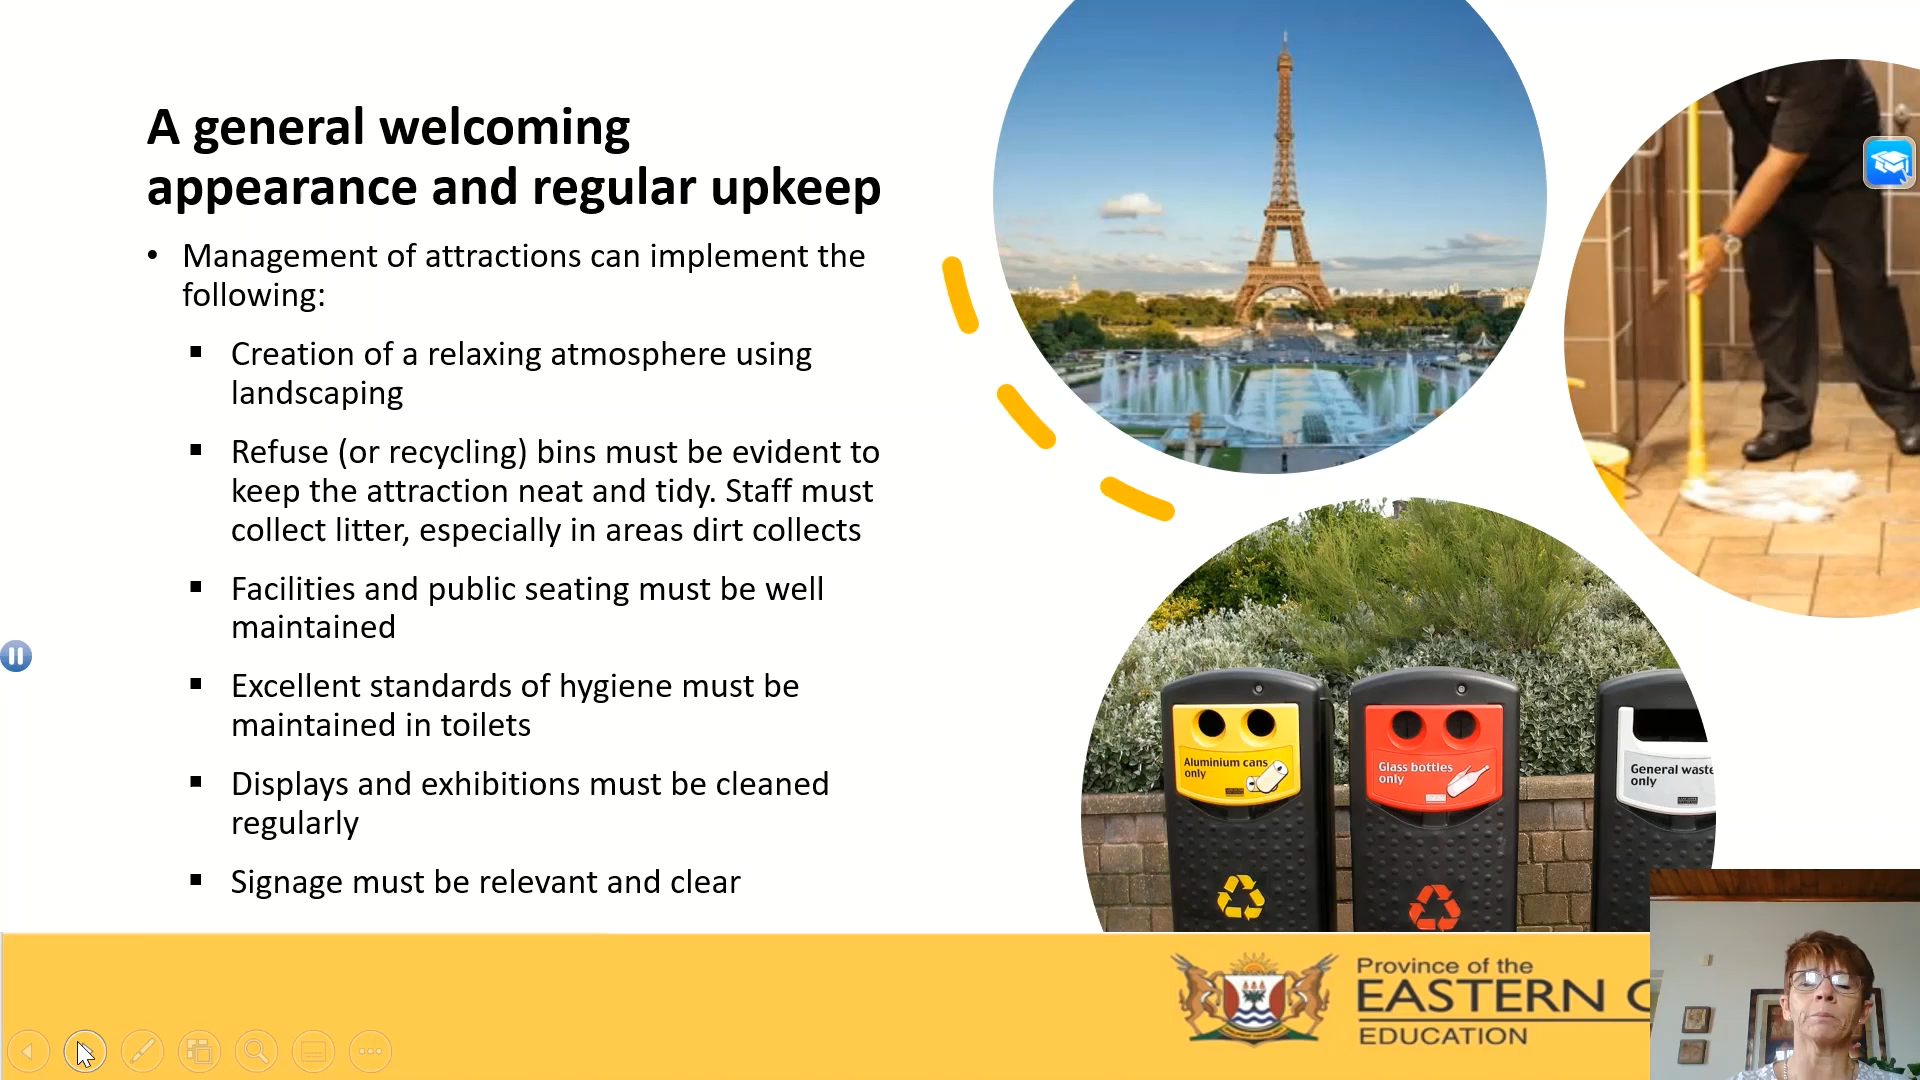 A general welcoming
appearance and regular upkeep
• Management of attractions can implement the
following:
▪ Creation of a relaxing atmosphere using
landscaping
▪ Refuse (or recycling) bins must be evident to
keep the attraction neat and tidy. Staff must
collect litter, especially in areas dirt collects
▪ Facilities and public seating must be well
maintained
▪ Excellent standards of hygiene must be
maintained in toilets
▪ Displays and exhibitions must be cleaned
regularly
▪ Signage must be relevant and clear
Aluminium cans
only
Glass bottles
only
General waste
only
Province of the
EASTERN
EDUCATION